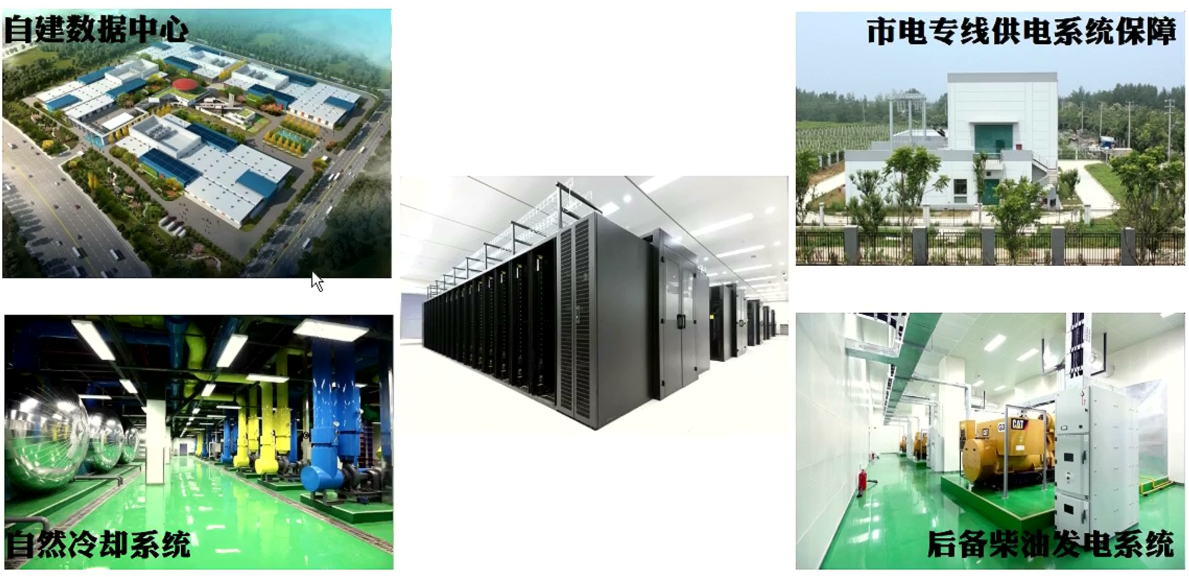 自建数据中心
市电专线供电系统保障
自然冷却系统
CAT
后备柴油发电系统